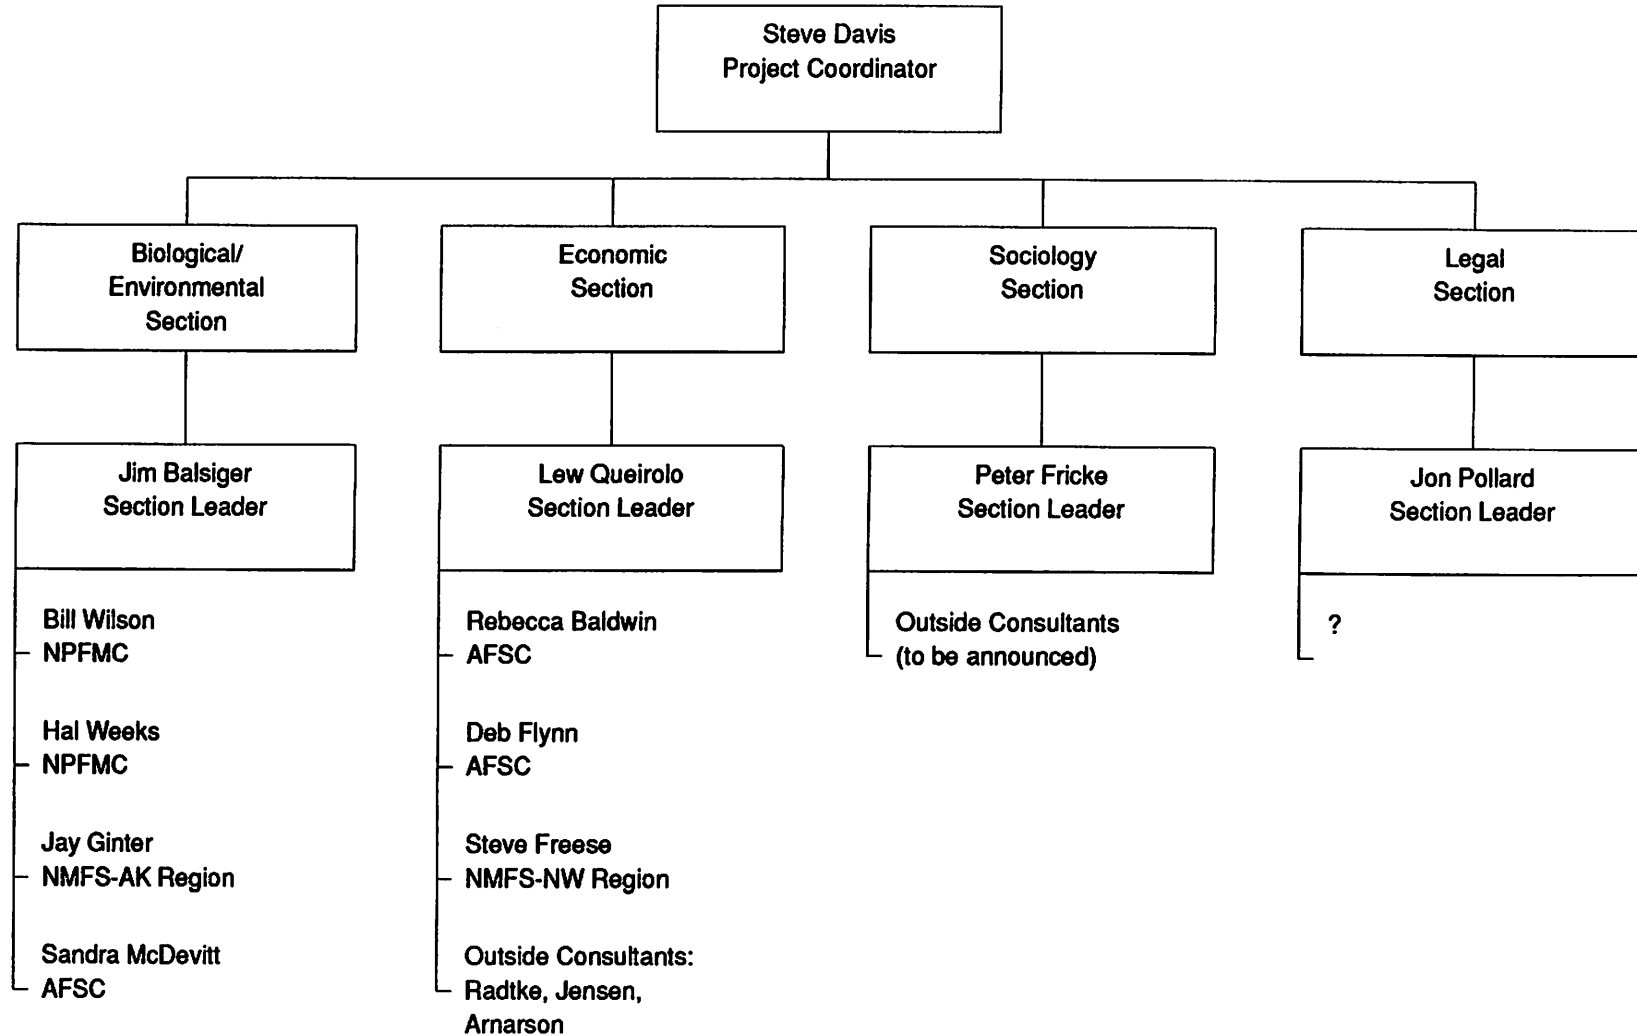 Steve Davis
Project Coordinator
Biological/
Environmental
Section
Economic
Section
Sociology
Section
Legal
Section
Jim Balsiger
Section Leader
Lew Queirolo
Section Leader
Peter Fricke
Section Leader
Jon Pollard
Section Leader
Bill Wilson
NPFMC
Hal Weeks
NPFMC
Jay Ginter
NMFS-AK Region
Sandra McDevitt
AFSC
Rebecca Baldwin
AFSC
Deb Flynn
AFSC
Steve Freese
NMFS-NW Region
Outside Consultants:
Radtke, Jensen,
Arnarson
Outside Consultants
(to be announced)
?